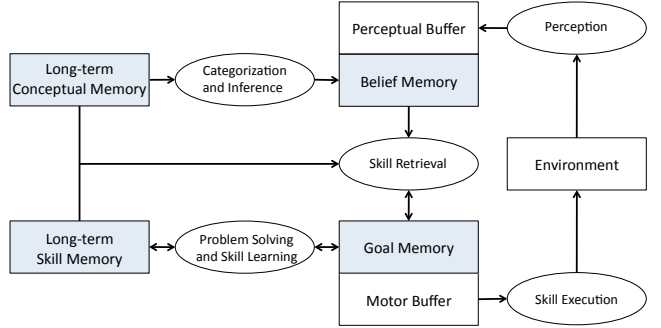 Perceptual Buffer
Perception
Long-term
Conceptual Memory
Categorization
and Inference
Belief Memory
Skill Retrieval
Environment
Long-term
Skill Memory
Problem Solving
and Skill Learning
Goal Memory
Motor Buffer
Skill Execution